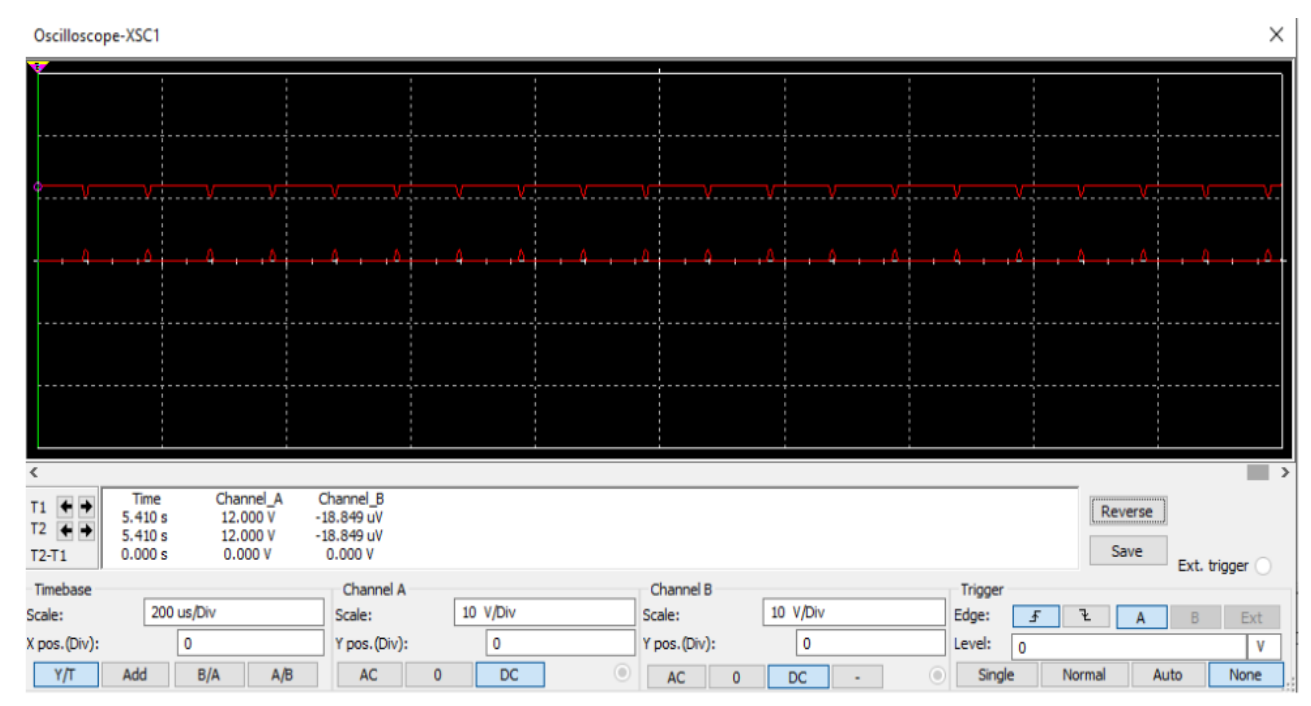 Oscilloscope-XSC1
Time Channel_A Channel_B
T1 5.410 s 12.000 V -18.849 uV
T2 5.410 s 12.000 V -18.849 uV
T2-T1 0.000 s 0.000 V 0.000 V
Reverse
Save
Ext. trigger
Timebase
Scale: 200 us/Div
X pos.(Div): 0
Y/T Add B/A A/B
Channel A
Scale: 10 V/Div
Y pos.(Div): 0
AC 0 DC
Channel B
Scale: 10 V/Div
Y pos.(Div): 0
AC 0 DC -
Trigger
Edge: A B Ext
Level: 0 V
Single Normal Auto None